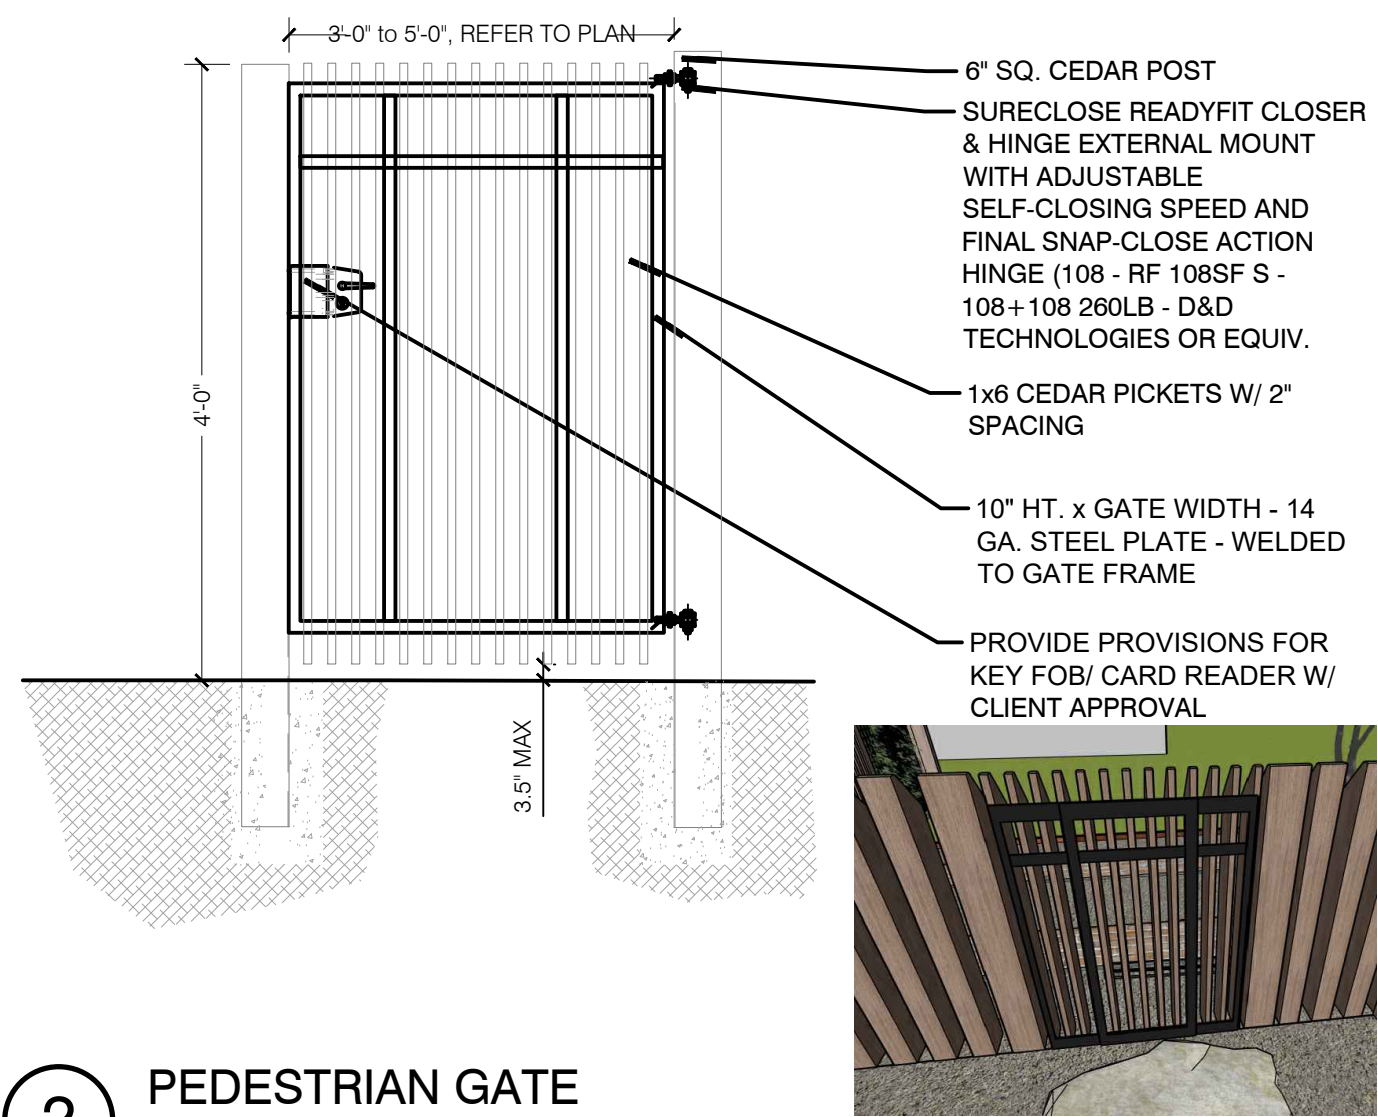 3'-0" to 5'-0", REFER TO PLAN
6" SQ. CEDAR POST
SURECLOSE READYFIT CLOSER
& HINGE EXTERNAL MOUNT
WITH ADJUSTABLE
SELF-CLOSING SPEED AND
FINAL SNAP-CLOSE ACTION
HINGE (108 - RF 108SF S -
108+108 260LB - D&D
TECHNOLOGIES OR EQUIV.
4'-0"
1x6 CEDAR PICKETS W/ 2"
SPACING
10" HT. x GATE WIDTH - 14
GA. STEEL PLATE - WELDED
TO GATE FRAME
PROVIDE PROVISIONS FOR
KEY FOB/ CARD READER W/
CLIENT APPROVAL
3.5" MAX
2
PEDESTRIAN GATE